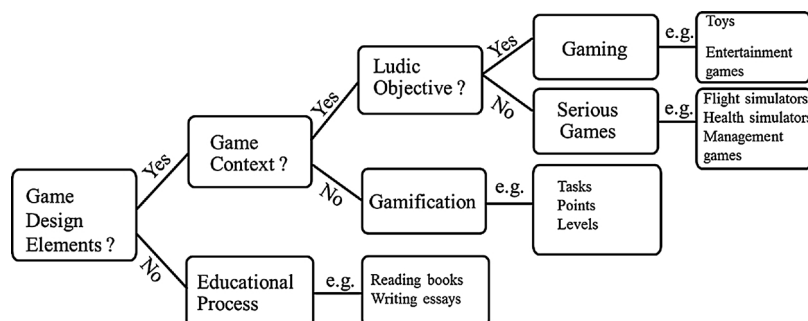 Game
Design
Elements ?
Yes
No
Game
Context ?
Yes
No
Ludic
Objective ?
Yes
No
Gaming
e.g.
Toys
Entertainment
games
Serious
Games
e.g.
Flight simulators
Health simulators
Management
games
Gamification
e.g.
Tasks
Points
Levels
Educational
Process
e.g.
Reading books
Writing essays